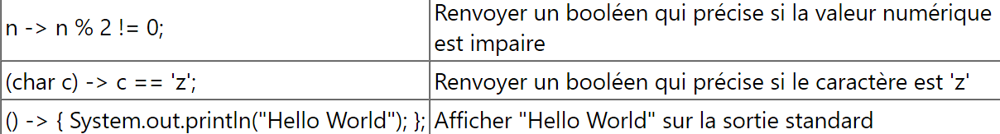 n -> n % 2 != 0;
Renvoyer un booléen qui précise si la valeur numérique
est impaire
(char c) -> c == 'z';
Renvoyer un booléen qui précise si le caractère est 'z'
() -> { System.out.println("Hello World"); };
Afficher "Hello World" sur la sortie standard